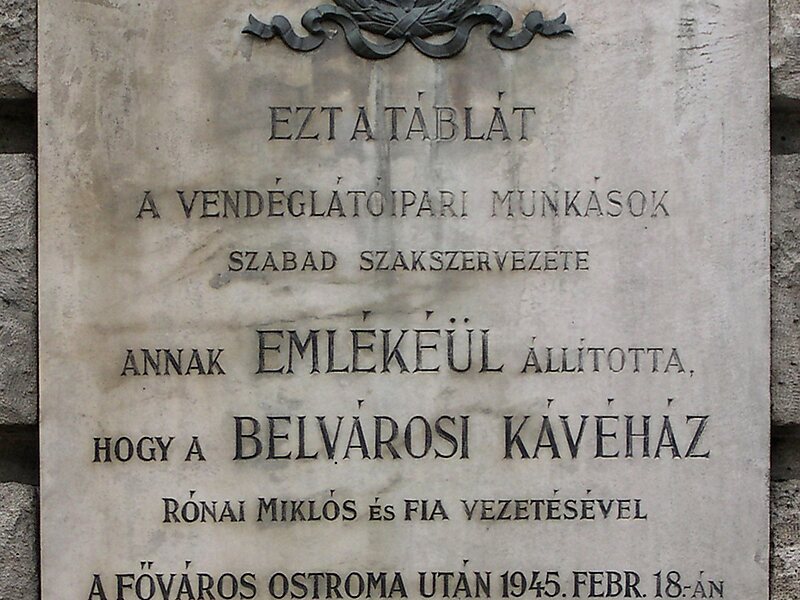 EZT A TÁBLÁT
A VENDÉGLÁTÓIPARI MUNKÁSOK
SZABAD SZAKSZERVEZETE
ANNAK EMLÉKÉÜL ÁLLÍTOTTA,
HOGY A BELVÁROSI KÁVÉHÁZ
RÓNAI MIKLÓS ÉS FIA VEZETÉSÉVEL
A FŐVÁROS OSTROMA UTÁN 1945. FEBR. 18.-ÁN